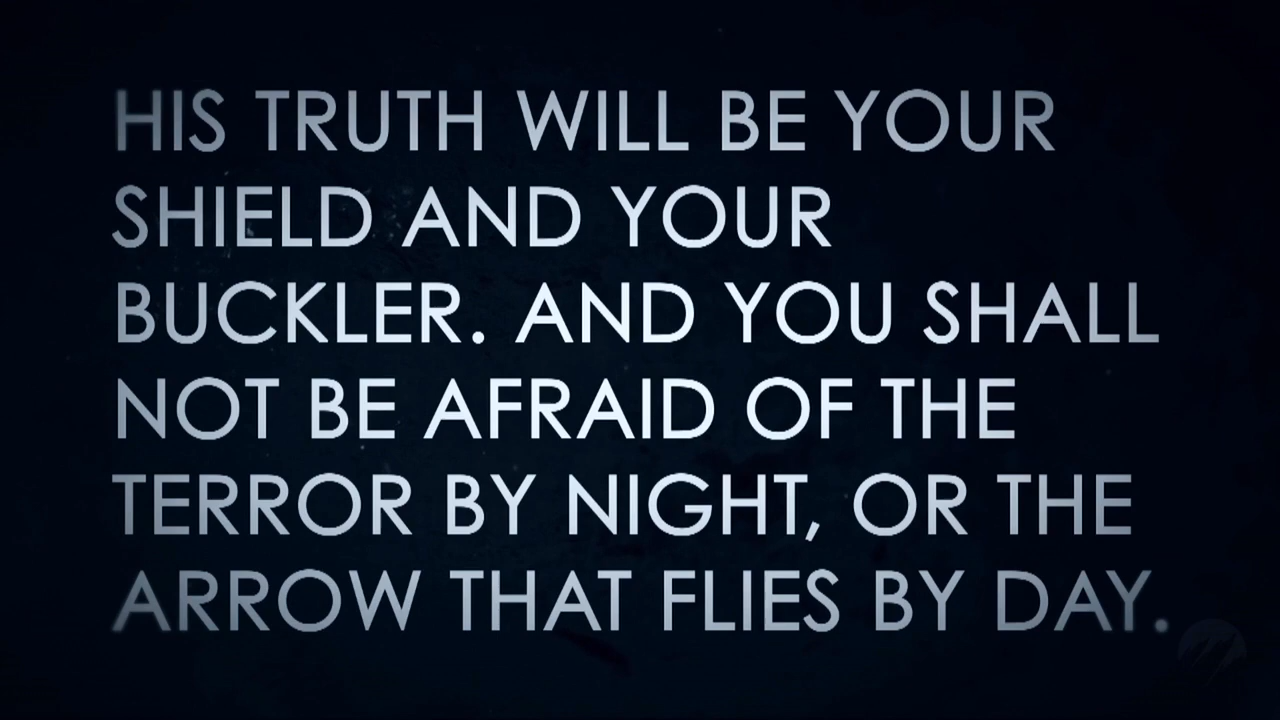 HIS TRUTH WILL BE YOUR
SHIELD AND YOUR
BUCKLER. AND YOU SHALL
NOT BE AFRAID OF THE
TERROR BY NIGHT, OR THE
ARROW THAT FLIES BY DAY.